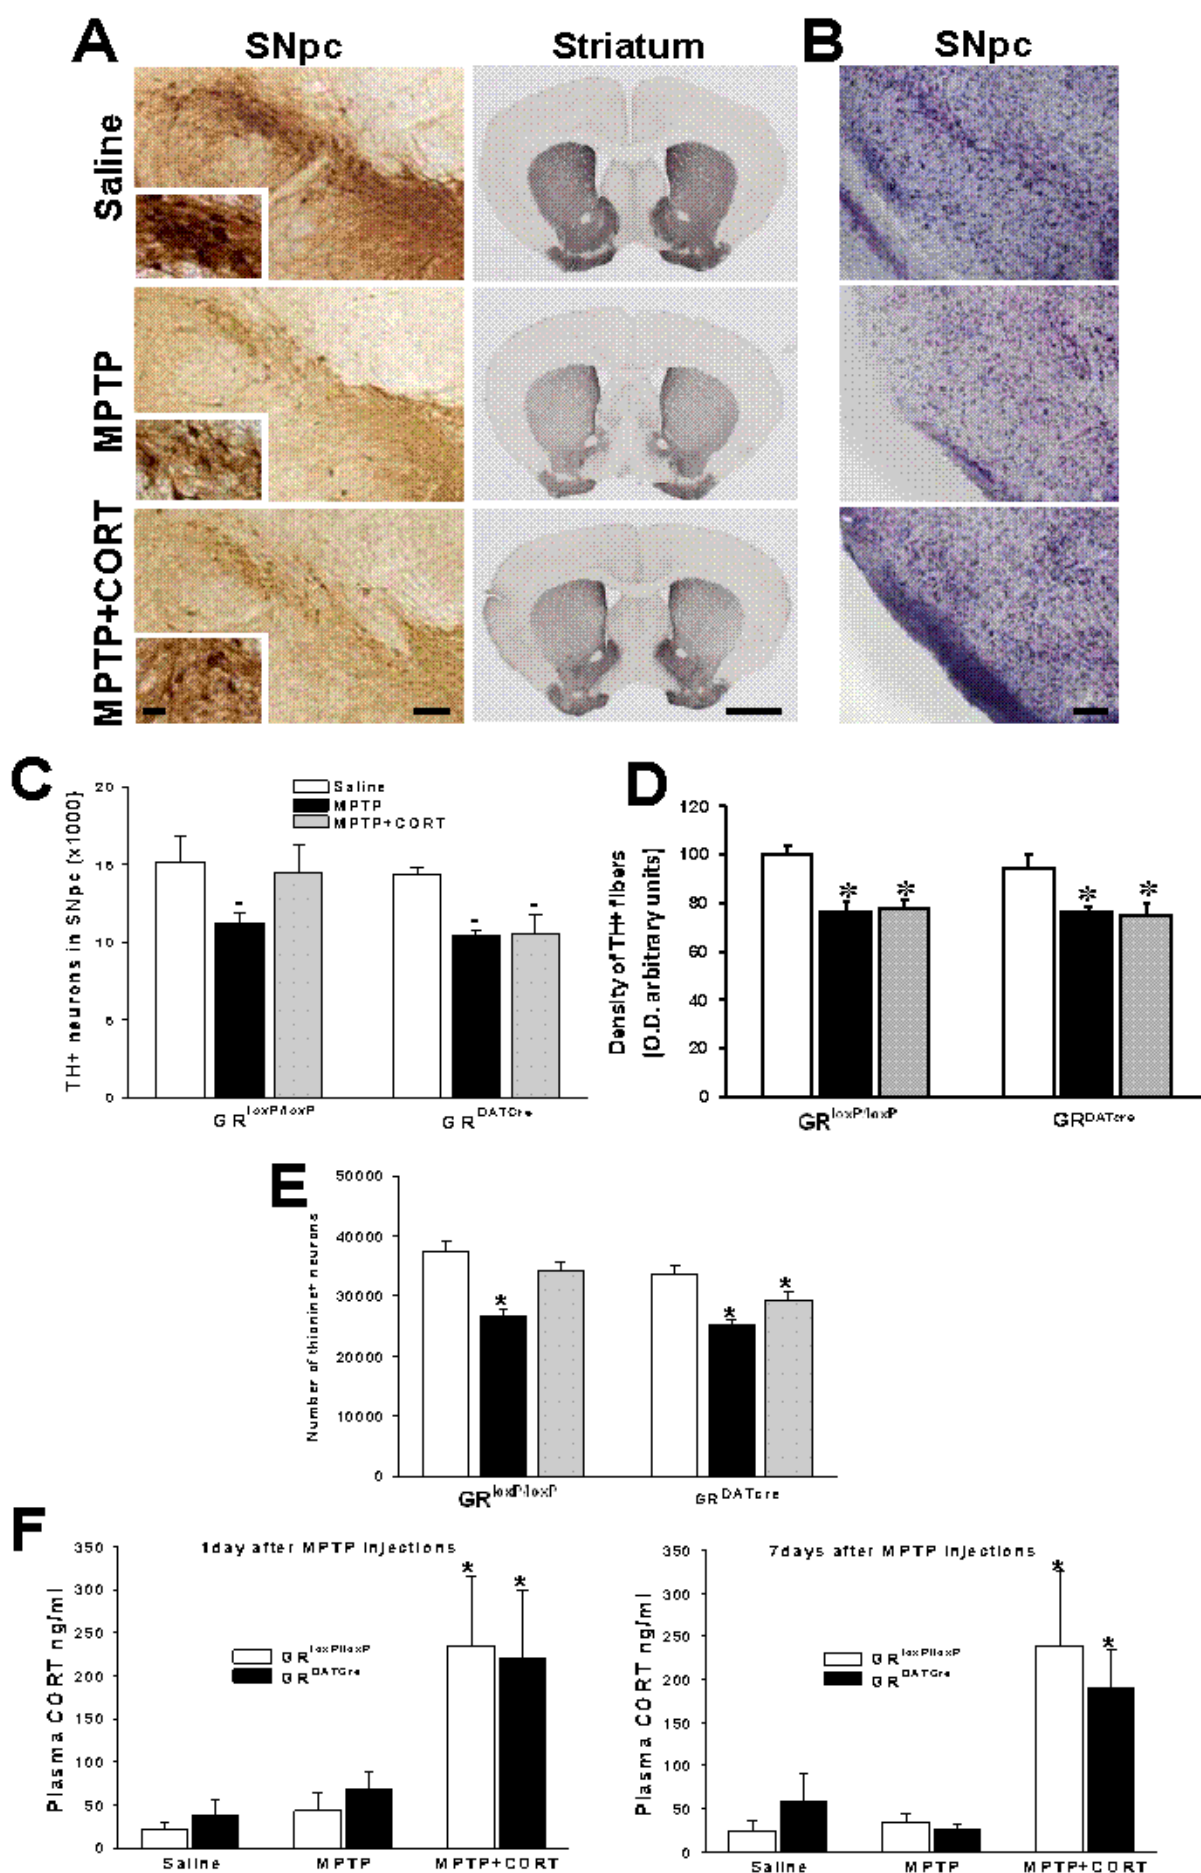 A SNpc Striatum B SNpc
Saline
MPTP
MPTP+CORT
C
TH+ neurons in SNpc (x1000)
20
15
10
5
0
Saline
MPTP
MPTP+CORT
GR loxP/loxP
GR DATCre
D
Density of TH+ fibers
(O.D. arbitrary units)
120
100
80
60
40
20
0
* * * *
GR loxP/loxP
GR DATcre
E
Number of thionine+ neurons
50000
40000
30000
20000
10000
0
* * *
GR loxP/loxP
GR DATcre
F
1day after MPTP injections
Plasma CORT ng/ml
350
300
250
200
150
100
50
0
* *
GR loxP/loxP
GR DATCre
Saline MPTP MPTP+CORT
7days after MPTP injections
Plasma CORT ng/ml
350
300
250
200
150
100
50
0
* *
GR loxP/loxP
GR DATCre
Saline MPTP MPTP+CORT